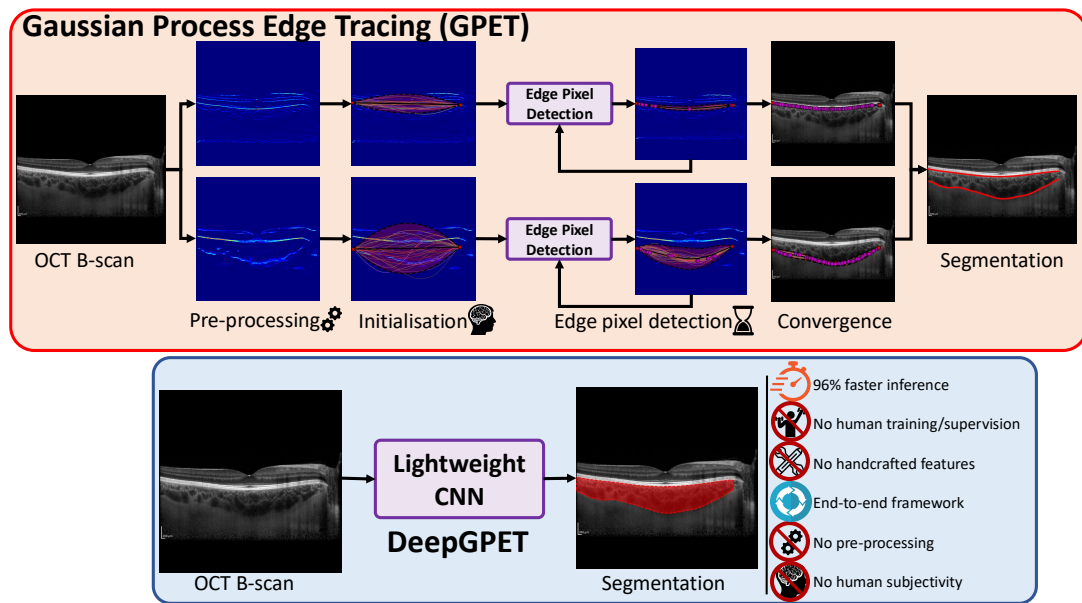 Gaussian Process Edge Tracing (GPET)
OCT B-scan
Edge Pixel
Detection
Edge Pixel
Detection
Segmentation
Pre-processing
Initialisation
Edge pixel detection
Convergence
OCT B-scan
Lightweight
CNN
DeepGPET
Segmentation
96% faster inference
No human training/supervision
No handcrafted features
End-to-end framework
No pre-processing
No human subjectivity